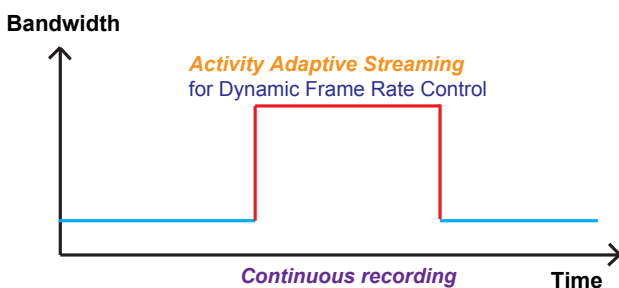 Bandwidth
Activity Adaptive Streaming
for Dynamic Frame Rate Control
Continuous recording
Time